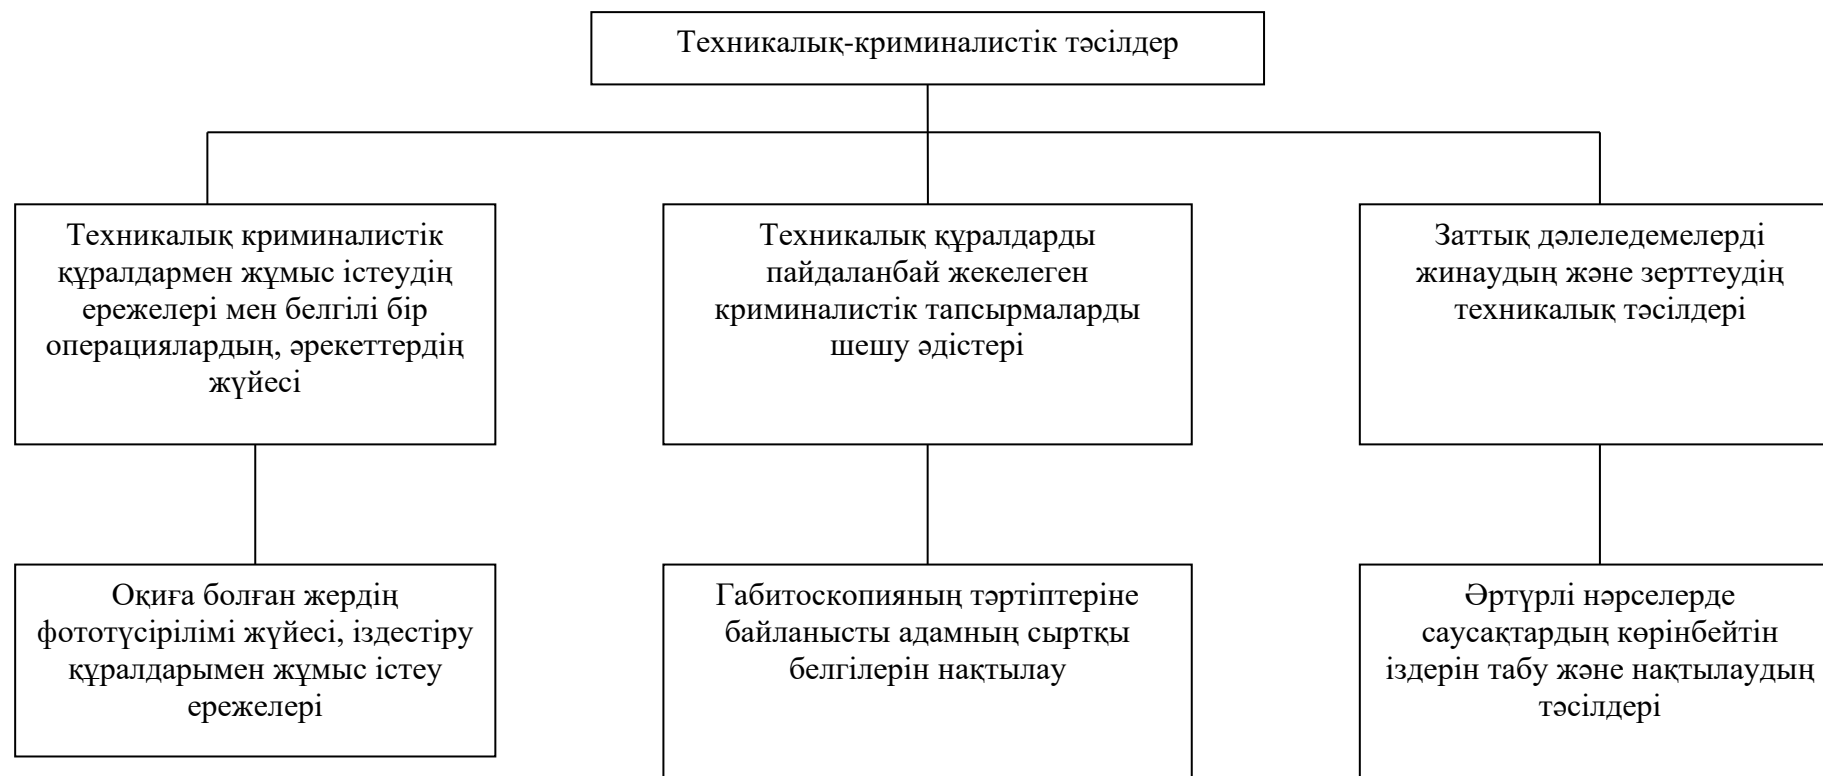 Техникалық-криминалистік тәсілдер
Техникалық криминалистік
құралдармен жұмыс істеудің
ережелері мен белгілі бір
операциялардың, әрекеттердің
жүйесі
Техникалық құралдарды
пайдаланбай жекелеген
криминалистік тапсырмаларды
шешу әдістері
Заттық дәлеледемелерді
жинаудың және зерттеудің
техникалық тәсілдері
Оқиға болған жердің
фототүсірілімі жүйесі, іздестіру
құралдарымен жұмыс істеу
ережелері
Габитоскопияның тәртіптеріне
байланысты адамның сыртқы
белгілерін нақтылау
Әртүрлі нәрселерде
саусақтардың көрінбейтін
іздерін табу және нақтылаудың
тәсілдері